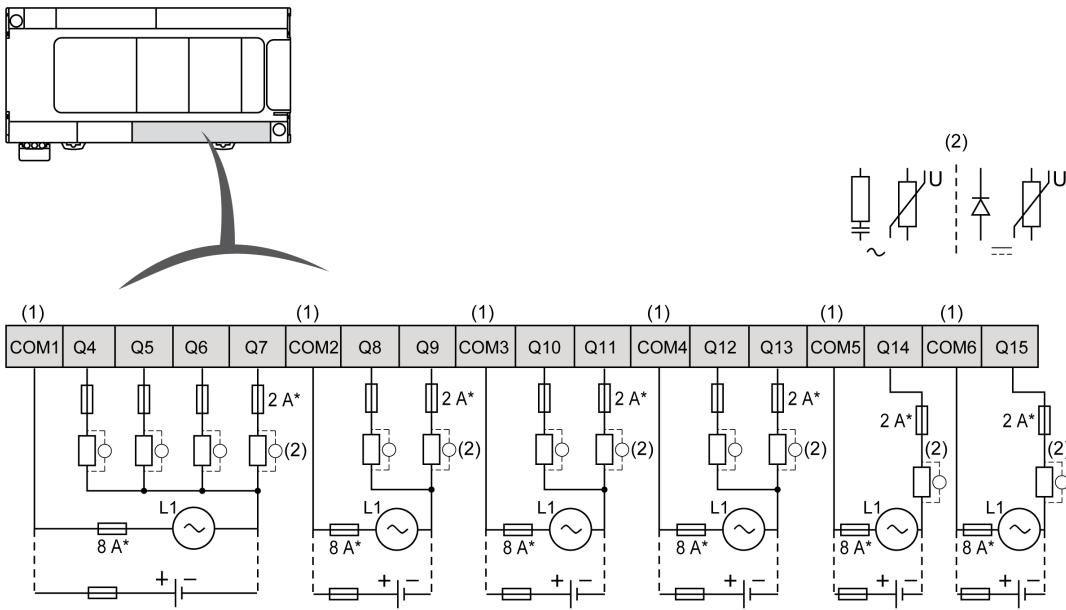 (2)
U U
(1) (1) (1) (1) (1) (1)
COM1 Q4 Q5 Q6 Q7 COM2 Q8 Q9 COM3 Q10 Q11 COM4 Q12 Q13 COM5 Q14 COM6 Q15
2 A* 2 A* 2 A* 2 A* 2 A* 2 A*
(2) (2) (2) (2) (2) (2)
L1 L1 L1 L1 L1 L1
8 A* 8 A* 8 A* 8 A* 8 A* 8 A*
+ − + − + − + − + − + −